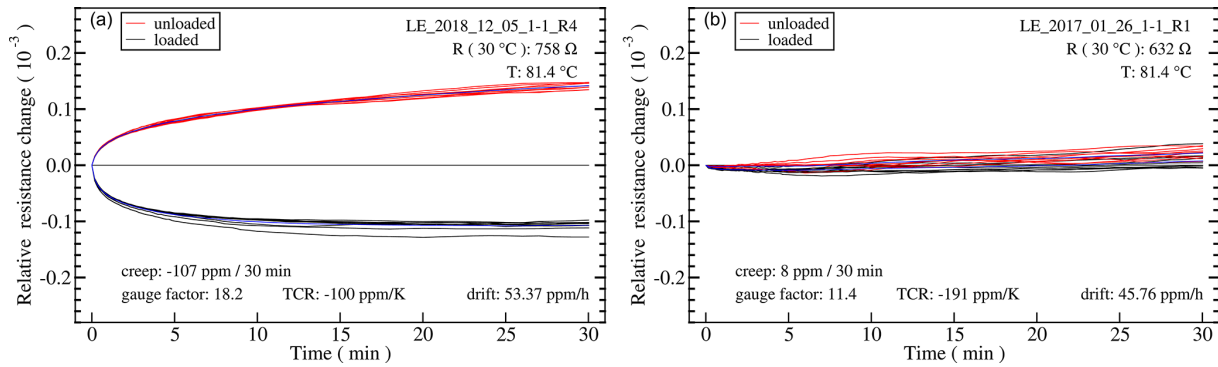 (a)
unloaded
loaded
LE_2018_12_05_1-1_R4
R ( 30 °C ): 758 Ω
T: 81.4 °C
0.2
0.1
0.0
-0.1
-0.2
Relative resistance change ( 10⁻³ )
creep: -107 ppm / 30 min
gauge factor: 18.2 TCR: -100 ppm/K drift: 53.37 ppm/h
0 5 10 15 20 25 30
Time ( min )
(b)
unloaded
loaded
LE_2017_01_26_1-1_R1
R ( 30 °C ): 632 Ω
T: 81.4 °C
0.2
0.1
0.0
-0.1
-0.2
Relative resistance change ( 10⁻³ )
creep: 8 ppm / 30 min
gauge factor: 11.4 TCR: -191 ppm/K drift: 45.76 ppm/h
0 5 10 15 20 25 30
Time ( min )